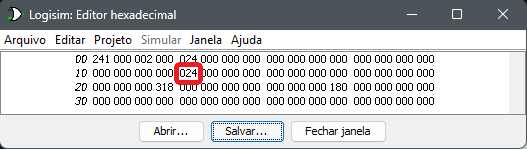 Logisim: Editor hexadecimal
Arquivo Editar Projeto Simular Janela Ajuda
00 241 000 002 000 024 000 000 000 000 000 000 000 000 000 000 000
10 000 000 000 000 024 000 000 000 000 000 000 000 000 000 000 000
20 000 000 000 318 000 000 000 000 000 000 000 180 000 000 000 000
30 000 000 000 000 000 000 000 000 000 000 000 000 000 000 000 000
Abrir... Salvar... Fechar janela